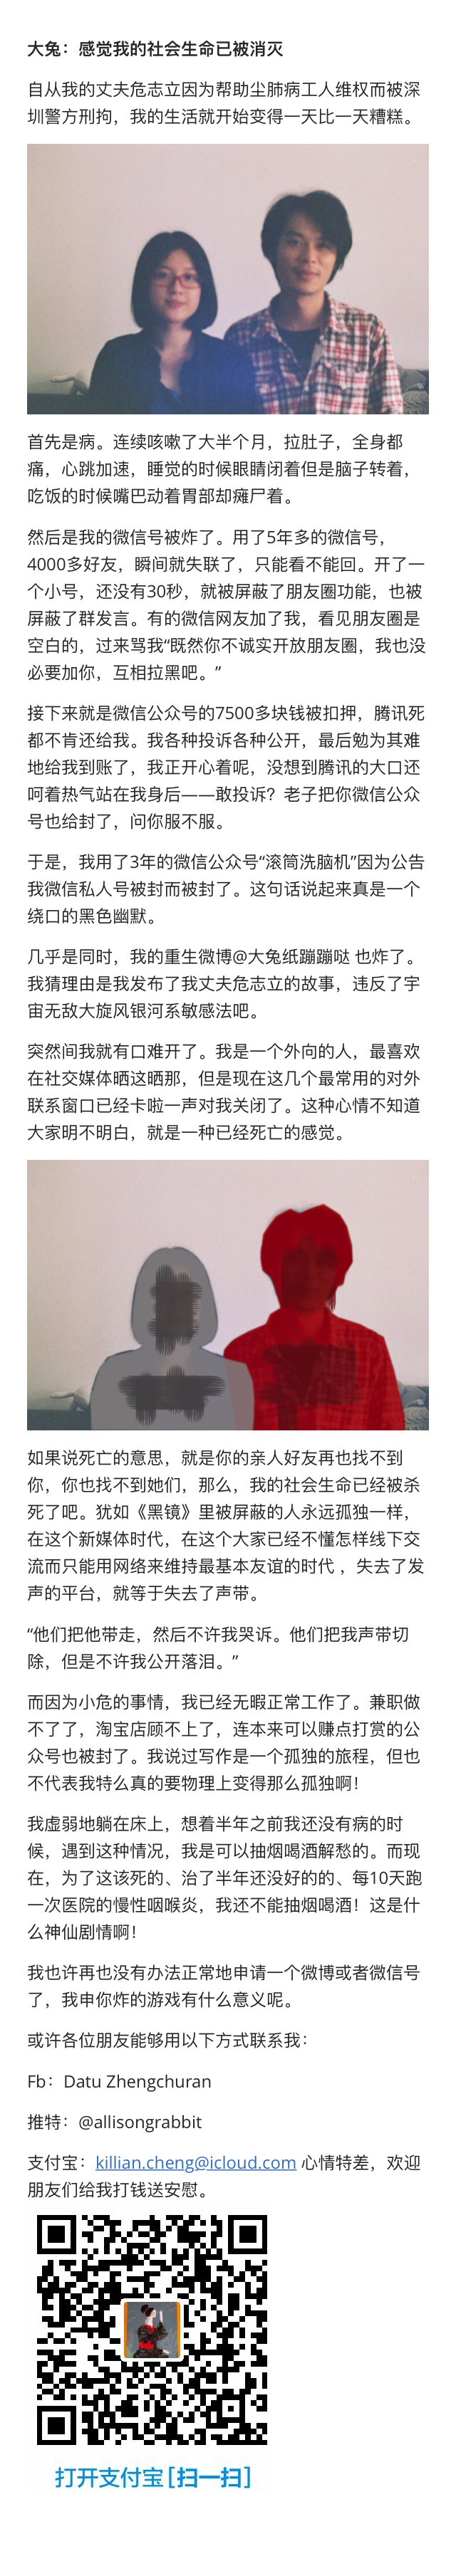 大兔：感觉我的社会生命已被消灭
自从我的丈夫危志立因为帮助尘肺病工人维权而被深
圳警方刑拘，我的生活就开始变得一天比一天糟糕。
首先是病。连续咳嗽了大半个月，拉肚子，全身都
痛，心跳加速，睡觉的时候眼睛闭着但是脑子转着，
吃饭的时候嘴巴动着胃部却瘫尸着。
然后是我的微信号被炸了。用了5年多的微信号，
4000多好友，瞬间就失联了，只能看不能回。开了一
个小号，还没有30秒，就被屏蔽了朋友圈功能，也被
屏蔽了群发言。有的微信网友加了我，看见朋友圈是
空白的，过来骂我“既然你不诚实开放朋友圈，我也没
必要加你，互相拉黑吧。”
接下来就是微信公众号的7500多块钱被扣押，腾讯死
都不肯还给我。我各种投诉各种公开，最后勉为其难
地给我到账了，我正开心着呢，没想到腾讯的大口还
呵着热气站在我身后——敢投诉？老子把你微信公众
号也给封了，问你服不服。
于是，我用了3年的微信公众号“滚筒洗脑机”因为公告
我微信私人号被封而被封了。这句话说起来真是一个
绕口的黑色幽默。
几乎是同时，我的重生微博@大兔纸蹦蹦哒 也炸了。
我猜理由是我发布了我丈夫危志立的故事，违反了宇
宙无敌大旋风银河系敏感法吧。
突然间我就有口难开了。我是一个外向的人，最喜欢
在社交媒体晒这晒那，但是现在这几个最常用的对外
联系窗口已经卡啦一声对我关闭了。这种心情不知道
大家明不明白，就是一种已经死亡的感觉。
如果说死亡的意思，就是你的亲人好友再也找不到
你，你也找不到她们，那么，我的社会生命已经被杀
死了吧。犹如《黑镜》里被屏蔽的人永远孤独一样，
在这个新媒体时代，在这个大家已经不懂怎样线下交
流而只能用网络来维持最基本友谊的时代 ，失去了发
声的平台，就等于失去了声带。
“他们把他带走，然后不许我哭诉。他们把我声带切
除，但是不许我公开落泪。”
而因为小危的事情，我已经无暇正常工作了。兼职做
不了了，淘宝店顾不上了，连本来可以赚点打赏的公
众号也被封了。我说过写作是一个孤独的旅程，但也
不代表我特么真的要物理上变得那么孤独啊！
我虚弱地躺在床上，想着半年之前我还没有病的时
候，遇到这种情况，我是可以抽烟喝酒解愁的。而现
在，为了这该死的、治了半年还没好的的、每10天跑
一次医院的慢性咽喉炎，我还不能抽烟喝酒！这是什
么神仙剧情啊！
我也许再也没有办法正常地申请一个微博或者微信号
了，我申你炸的游戏有什么意义呢。
或许各位朋友能够用以下方式联系我：
Fb：Datu Zhengchuran
推特：@allisongrabbit
支付宝：killian.cheng@icloud.com 心情特差，欢迎
朋友们给我打钱送安慰。
打开支付宝[扫一扫]